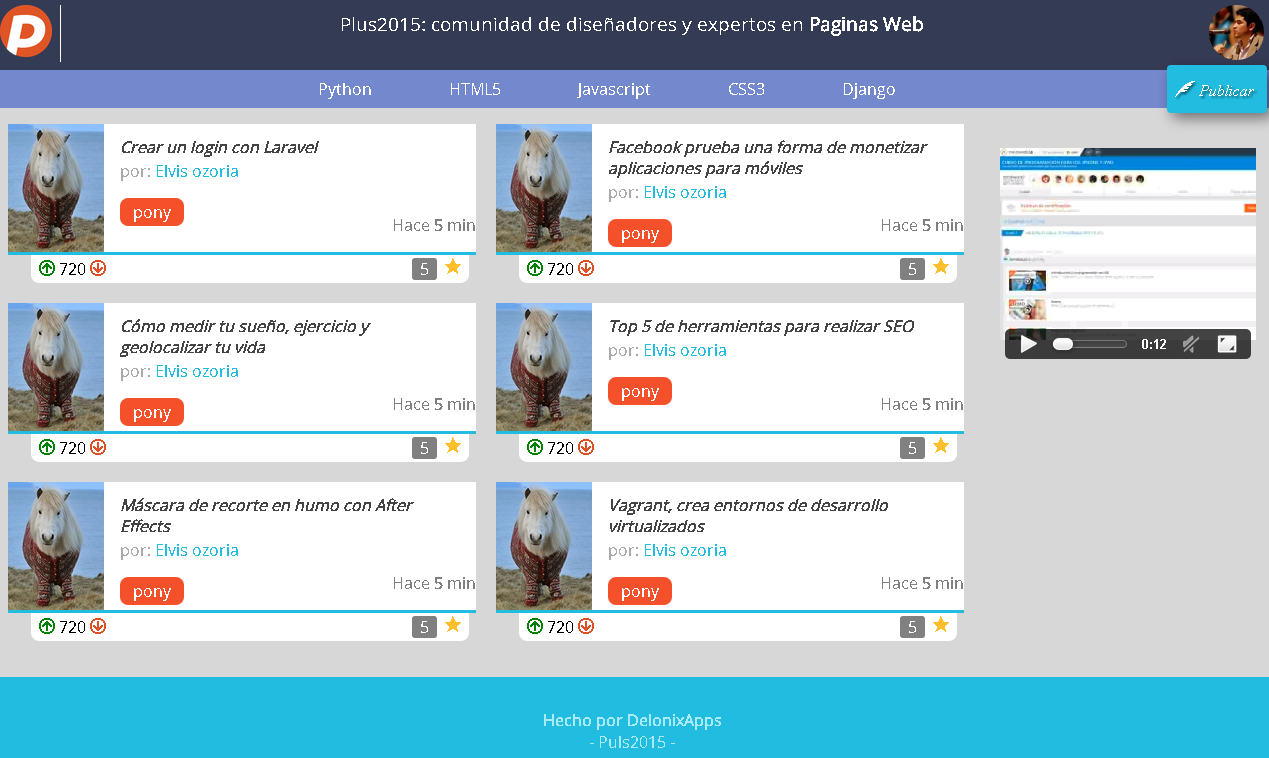 P
Plus2015: comunidad de diseñadores y expertos en Paginas Web
Python HTML5 Javascript CSS3 Django
Publicar
Crear un login con Laravel
por: Elvis ozoria
pony
Hace 5 min
720 5
Facebook prueba una forma de monetizar
aplicaciones para móviles
por: Elvis ozoria
pony
Hace 5 min
720 5
Cómo medir tu sueño, ejercicio y
geolocalizar tu vida
por: Elvis ozoria
pony
Hace 5 min
720 5
Top 5 de herramientas para realizar SEO
por: Elvis ozoria
pony
Hace 5 min
720 5
Máscara de recorte en humo con After
Effects
por: Elvis ozoria
pony
Hace 5 min
720 5
Vagrant, crea entornos de desarrollo
virtualizados
por: Elvis ozoria
pony
Hace 5 min
720 5
0:12
Hecho por DelonixApps
- Puls2015 -